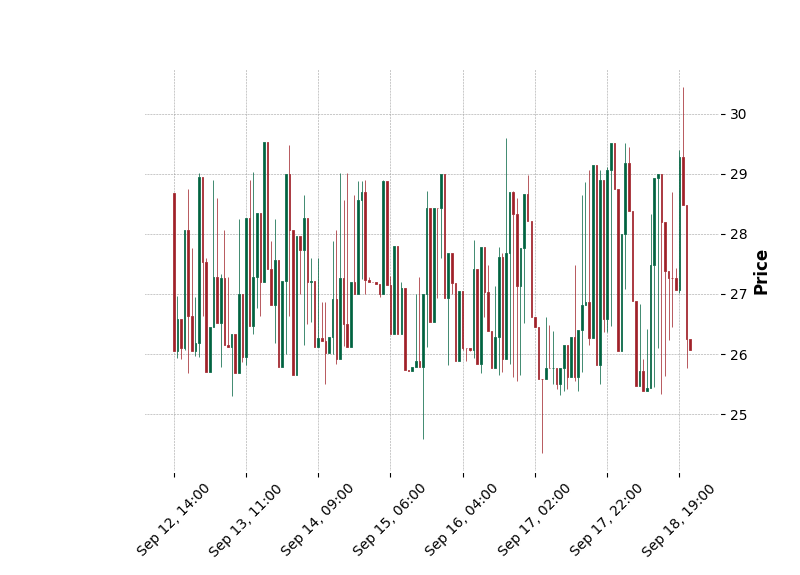 30
29
28
27
26
25
Price
Sep 12, 14:00
Sep 13, 11:00
Sep 14, 09:00
Sep 15, 06:00
Sep 16, 04:00
Sep 17, 02:00
Sep 17, 22:00
Sep 18, 19:00